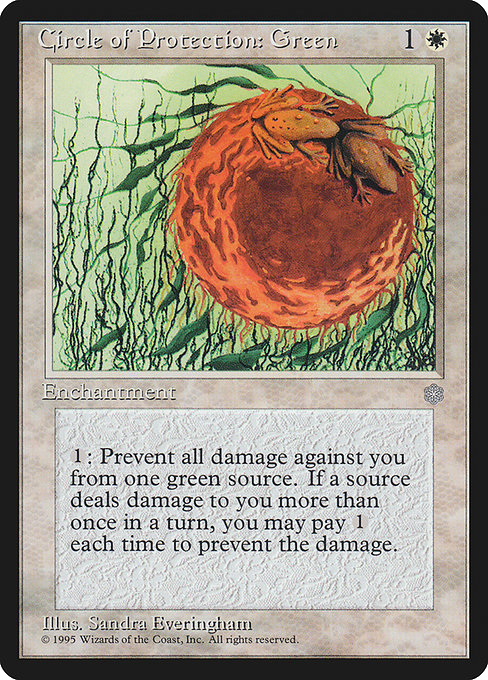 Circle of Protection: Green 1
Enchantment
1: Prevent all damage against you
from one green source. If a source
deals damage to you more than
once in a turn, you may pay 1
each time to prevent the damage.
Illus. Sandra Everingham
© 1995 Wizards of the Coast, Inc. All rights reserved.